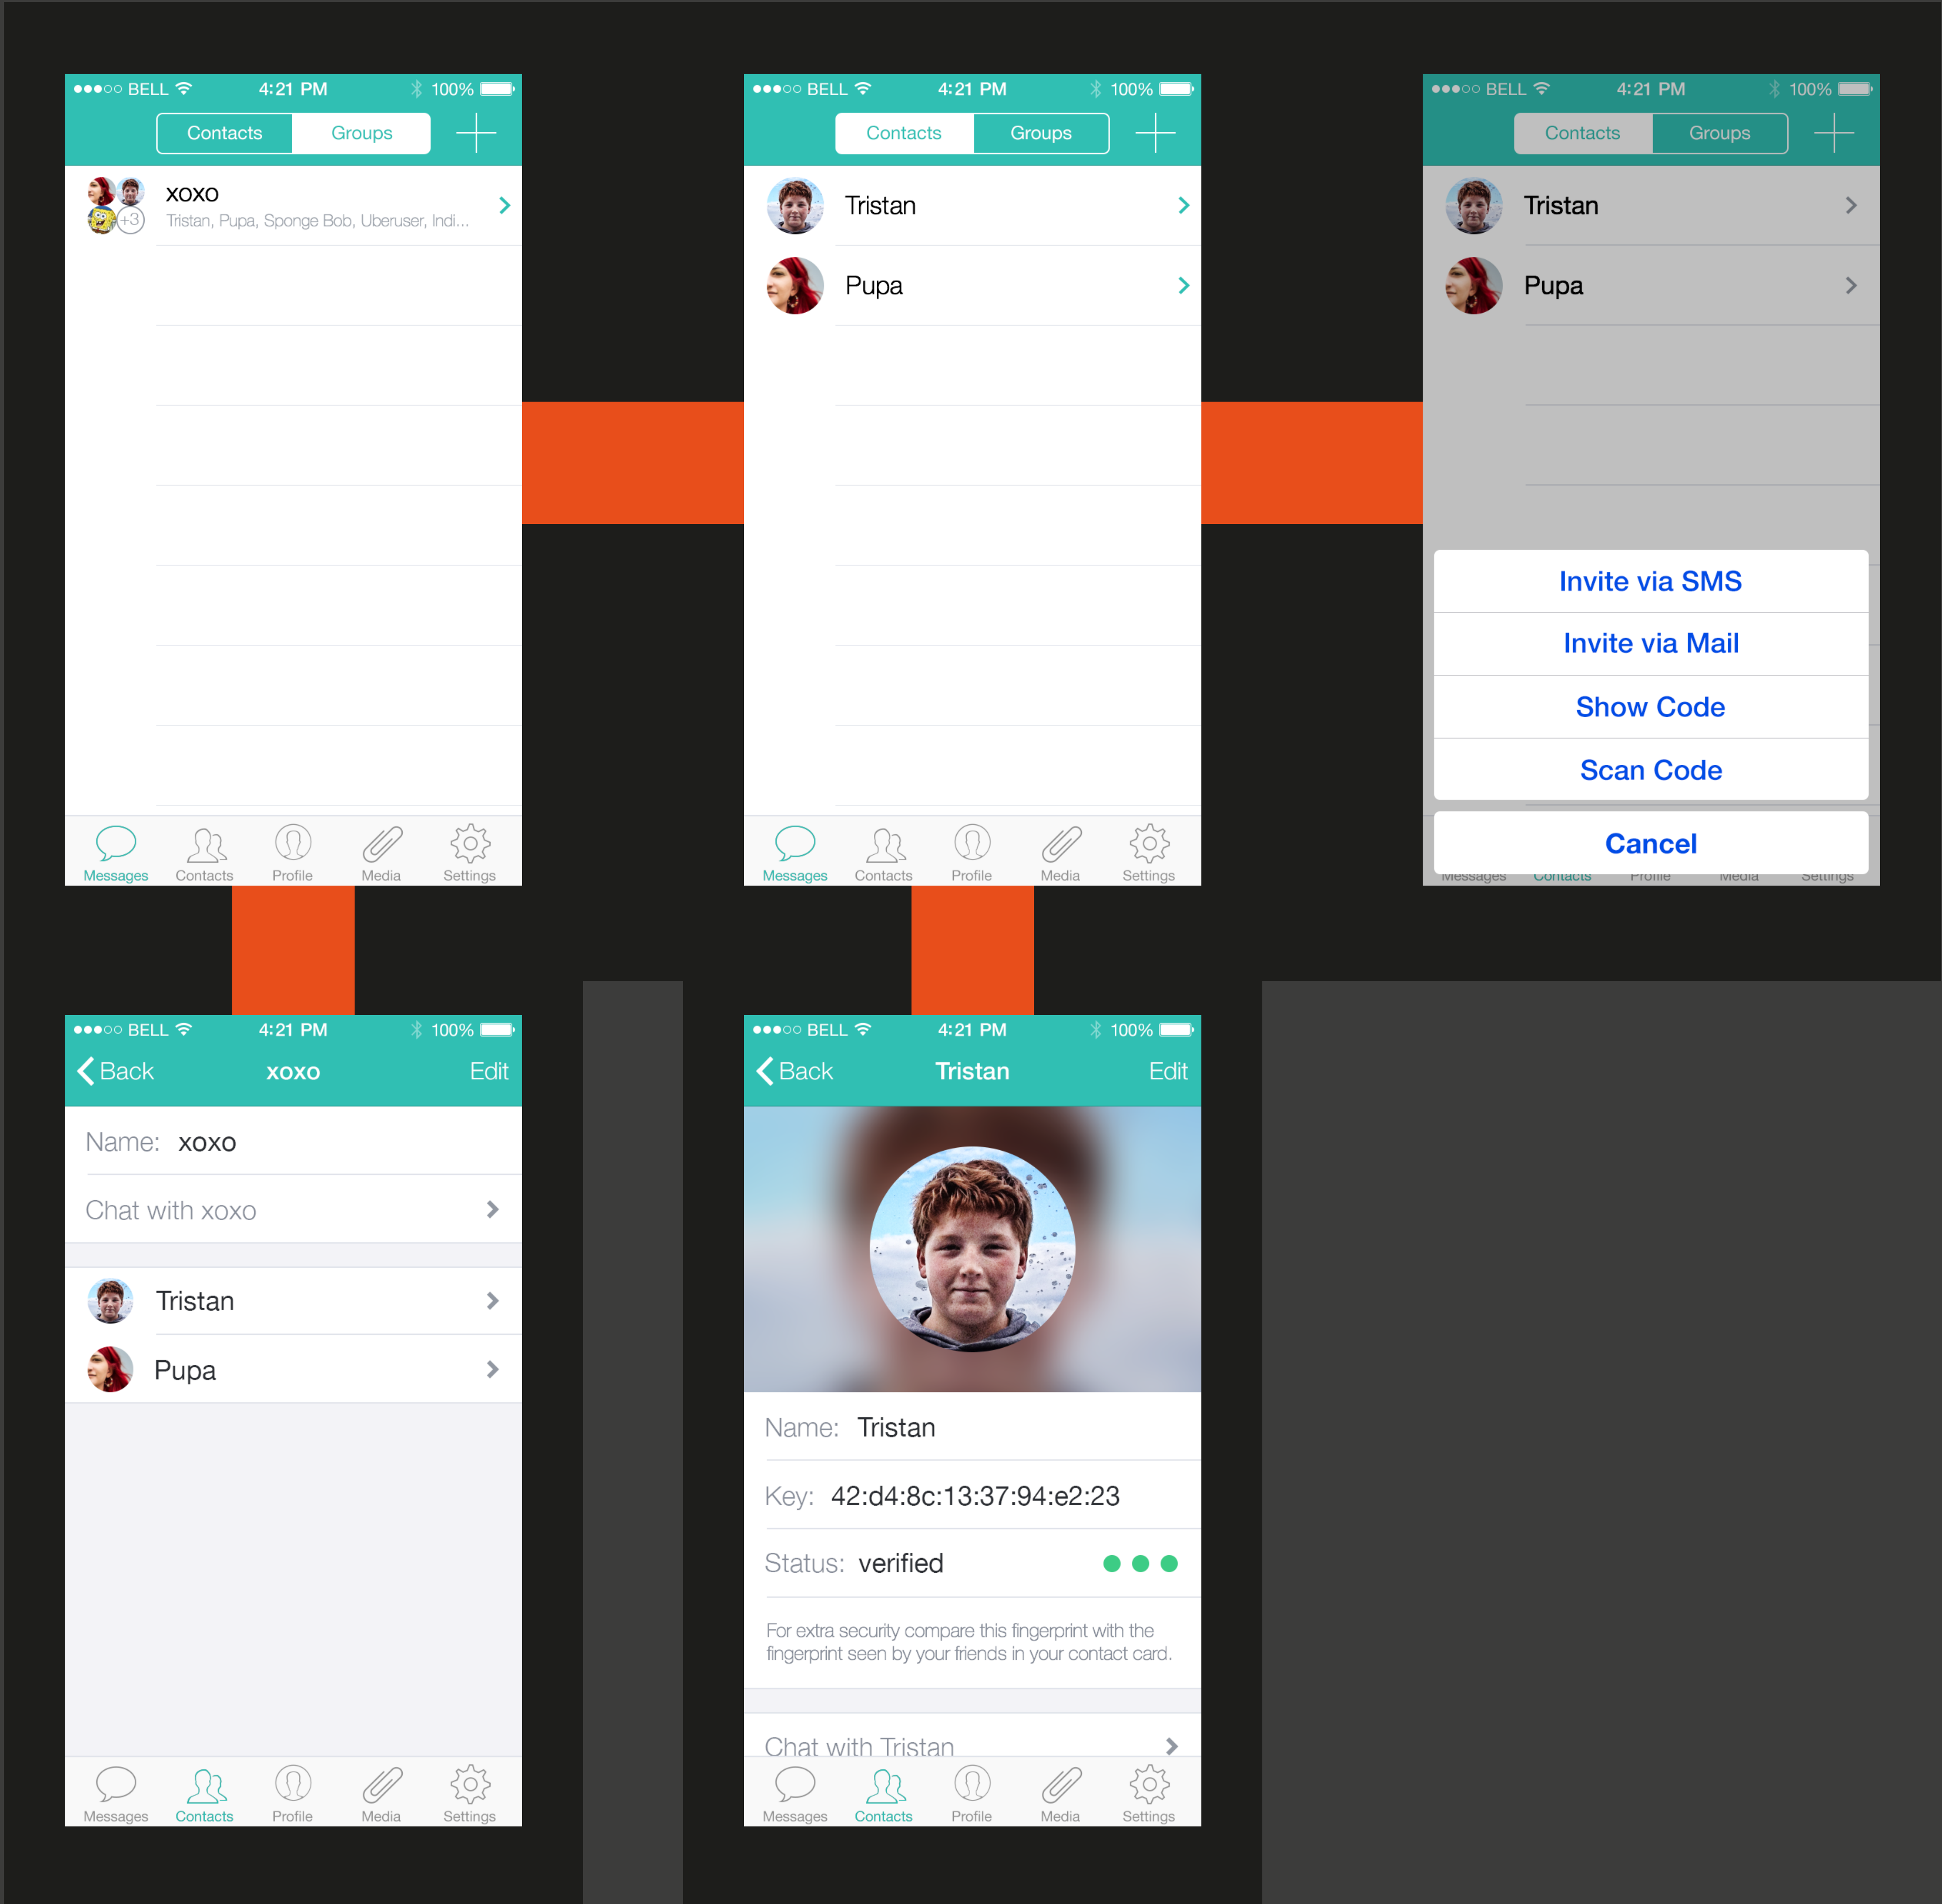 BELL 4:21 PM 100%
Contacts Groups
xoxo
+3
Tristan, Pupa, Sponge Bob, Uberuser, Indi...
Messages Contacts Profile Media Settings
BELL 4:21 PM 100%
Contacts Groups
Tristan
Pupa
Messages Contacts Profile Media Settings
BELL 4:21 PM 100%
Contacts Groups
Tristan
Pupa
Invite via SMS
Invite via Mail
Show Code
Scan Code
Cancel
Messages Contacts Profile Media Settings
BELL 4:21 PM 100%
Back xoxo Edit
Name: xoxo
Chat with xoxo
Tristan
Pupa
Messages Contacts Profile Media Settings
BELL 4:21 PM 100%
Back Tristan Edit
Name: Tristan
Key: 42:d4:8c:13:37:94:e2:23
Status: verified
For extra security compare this fingerprint with the
fingerprint seen by your friends in your contact card.
Chat with Tristan
Messages Contacts Profile Media Settings